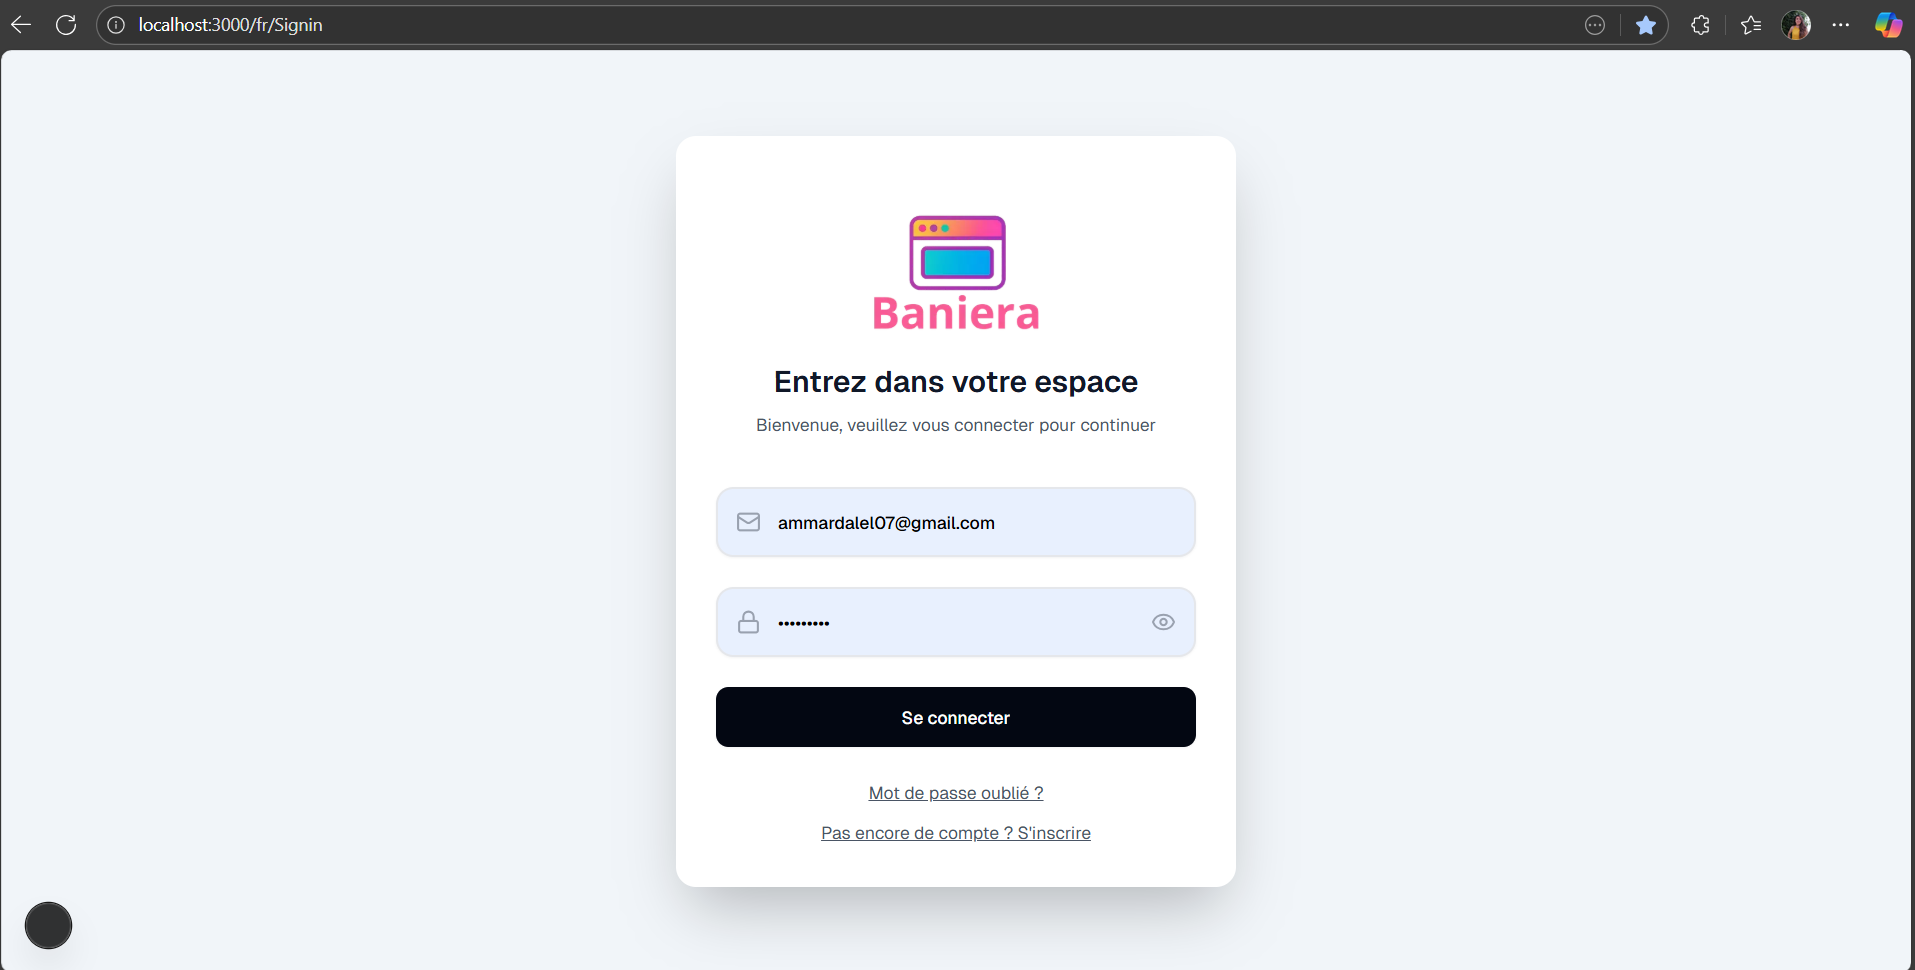 localhost:3000/fr/Signin
Baniera
Entrez dans votre espace
Bienvenue, veuillez vous connecter pour continuer
ammardalel07@gmail.com
•••••••••
Se connecter
Mot de passe oublié ?
Pas encore de compte ? S'inscrire